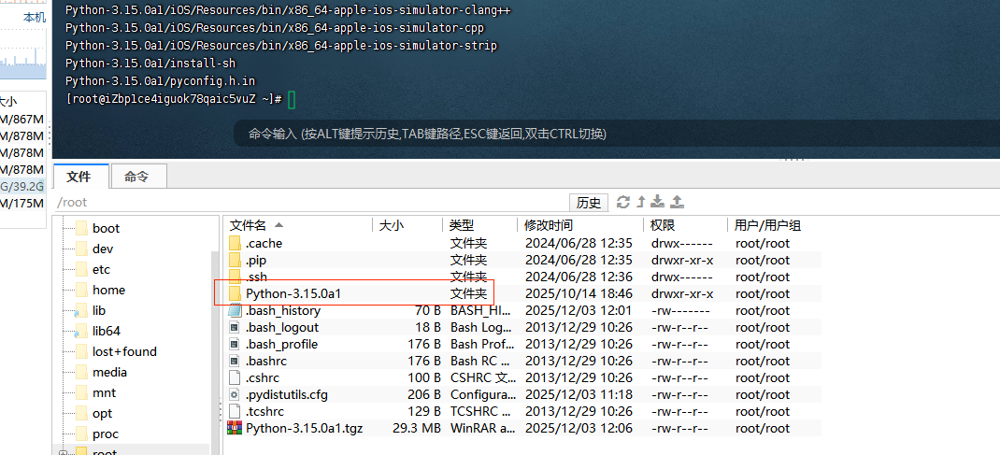 本机
大小
M/867M
M/878M
M/878M
M/878M
G/39.2G
M/175M
Python-3.15.0a1/iOS/Resources/bin/x86_64-apple-ios-simulator-clang++
Python-3.15.0a1/iOS/Resources/bin/x86_64-apple-ios-simulator-cpp
Python-3.15.0a1/iOS/Resources/bin/x86_64-apple-ios-simulator-strip
Python-3.15.0a1/install-sh
Python-3.15.0a1/pyconfig.h.in
[root@iZbp1ce4iguok78qaic5vuZ ~]#
命令输入 (按ALT键提示历史,TAB键路径,ESC键返回,双击CTRL切换)
文件 命令
/root 历史
boot
dev
etc
home
lib
lib64
lost+found
media
mnt
opt
proc
root
文件名 大小 类型 修改时间 权限 用户/用户组
.cache 文件夹 2024/06/28 12:35 drwx------ root/root
.pip 文件夹 2024/06/28 12:35 drwxr-xr-x root/root
.ssh 文件夹 2024/06/28 12:36 drwx------ root/root
Python-3.15.0a1 文件夹 2025/10/14 18:46 drwxr-xr-x root/root
.bash_history 70 B BASH_HI... 2025/12/03 12:01 -rw------- root/root
.bash_logout 18 B Bash Log... 2013/12/29 10:26 -rw-r--r-- root/root
.bash_profile 176 B Bash Prof... 2013/12/29 10:26 -rw-r--r-- root/root
.bashrc 176 B Bash RC ... 2013/12/29 10:26 -rw-r--r-- root/root
.cshrc 100 B CSHRC 文... 2013/12/29 10:26 -rw-r--r-- root/root
.pydistutils.cfg 206 B Configura... 2025/12/03 11:18 -rw-r--r-- root/root
.tcshrc 129 B TCSHRC ... 2013/12/29 10:26 -rw-r--r-- root/root
Python-3.15.0a1.tgz 29.3 MB WinRAR a... 2025/12/03 12:06 -rw-r--r-- root/root